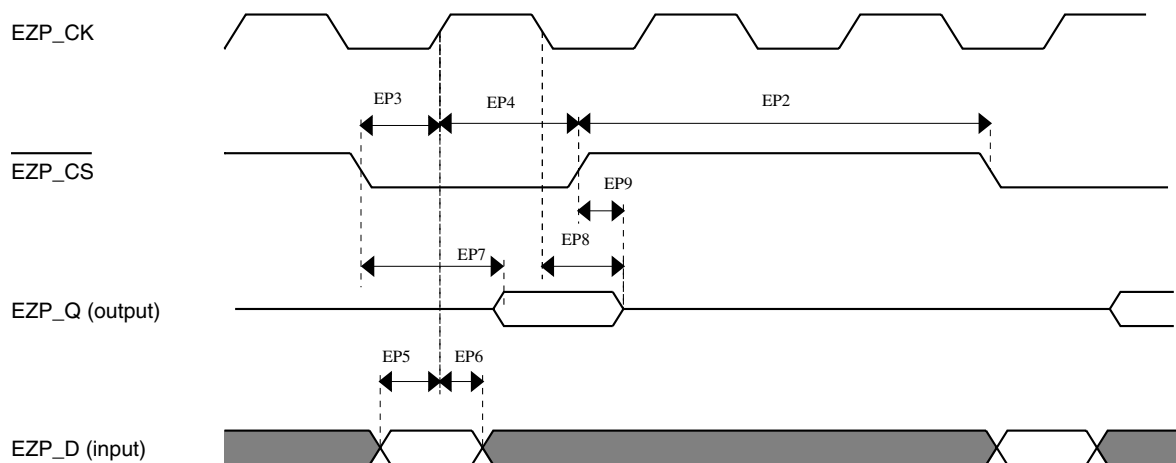 EZP_CK
EP3
EP4
EP2
EZP_CS
EP9
EP8
EP7
EZP_Q (output)
EP5
EP6
EZP_D (input)